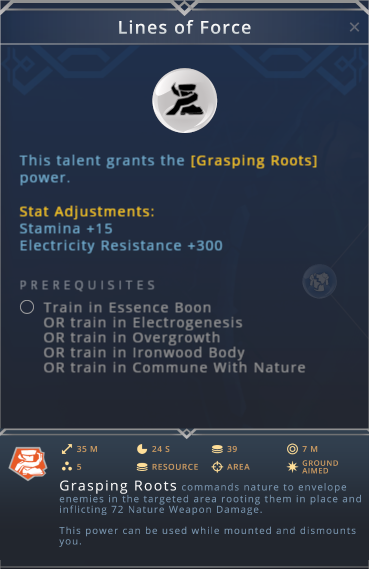 Lines of Force
This talent grants the [Grasping Roots]
power.
Stat Adjustments:
Stamina +15
Electricity Resistance +300
PREREQUISITES
Train in Essence Boon
OR train in Electrogenesis
OR train in Overgrowth
OR train in Ironwood Body
OR train in Commune With Nature
35 M 24 S 39 7 M
5 RESOURCE AREA GROUND
AIMED
Grasping Roots commands nature to envelope
enemies in the targeted area rooting them in place and
inflicting 72 Nature Weapon Damage.
This power can be used while mounted and dismounts
you.